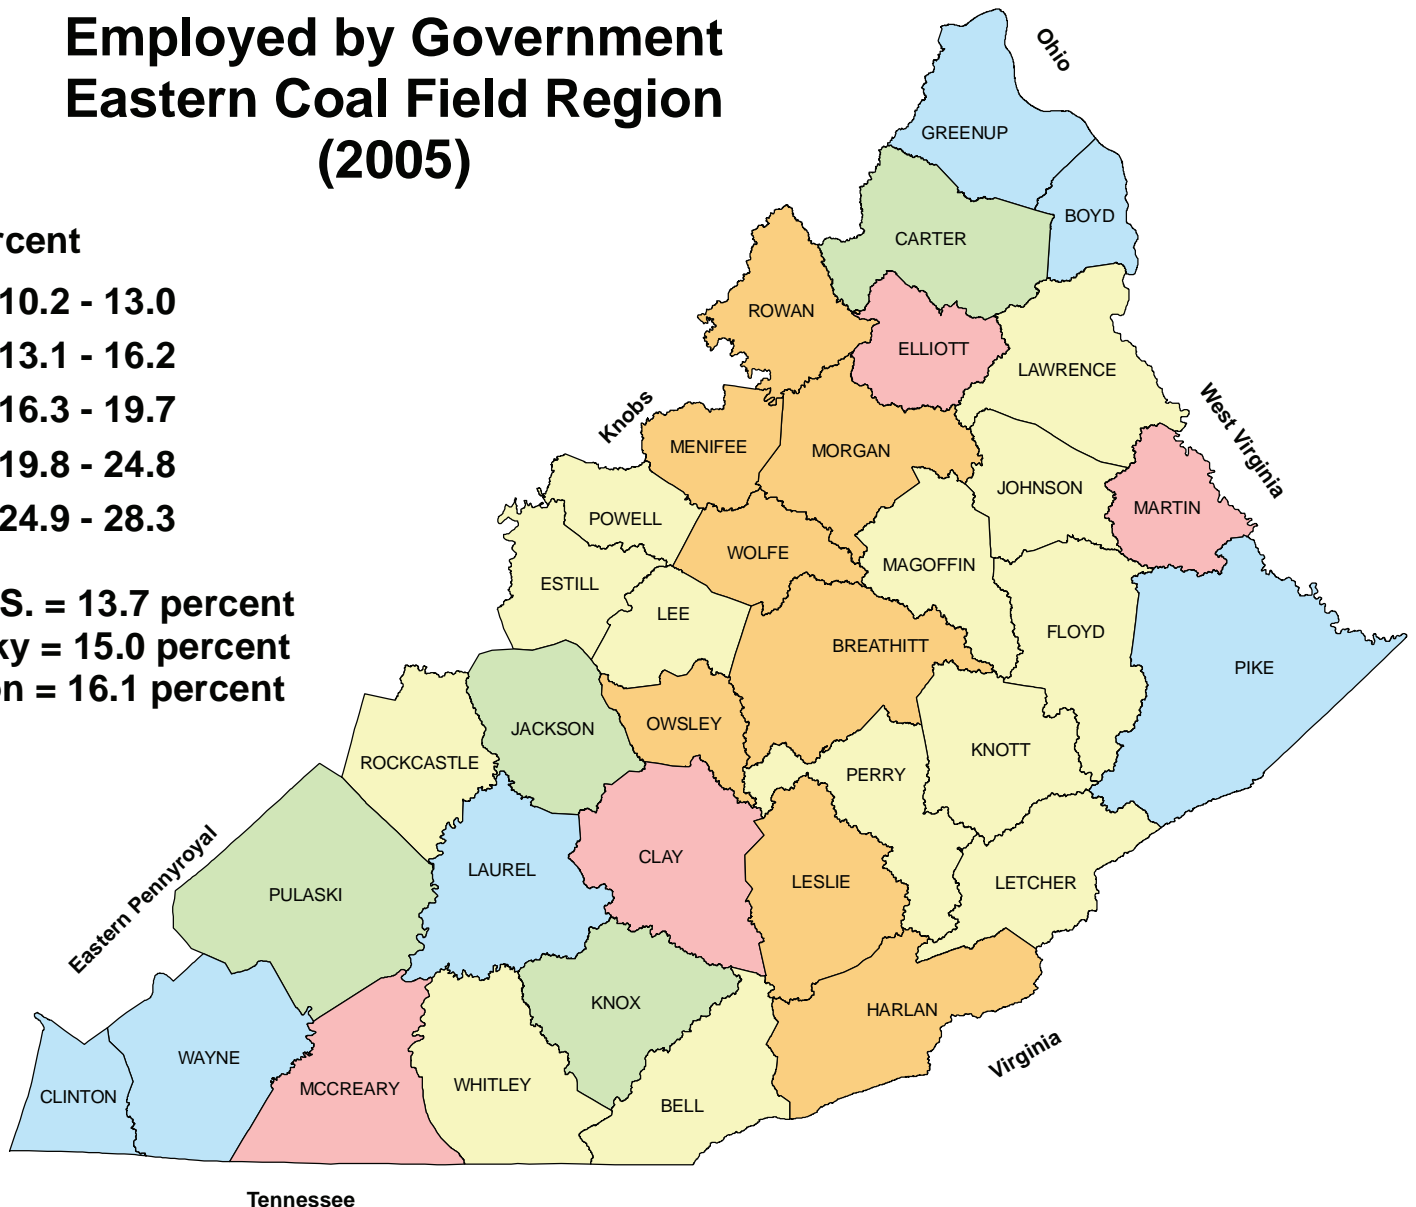 Employed by Government
Eastern Coal Field Region
(2005)
rcent
10.2 - 13.0
13.1 - 16.2
16.3 - 19.7
19.8 - 24.8
24.9 - 28.3
S. = 13.7 percent
ky = 15.0 percent
n = 16.1 percent
Ohio
GREENUP
BOYD
CARTER
ROWAN
ELLIOTT
LAWRENCE
West Virginia
Knobs
MENIFEE
MORGAN
JOHNSON
MARTIN
POWELL
WOLFE
MAGOFFIN
ESTILL
LEE
BREATHITT
FLOYD
PIKE
JACKSON
OWSLEY
KNOTT
ROCKCASTLE
PERRY
Eastern Pennyroyal
PULASKI
LAUREL
CLAY
LESLIE
LETCHER
KNOX
HARLAN
Virginia
WAYNE
CLINTON
MCCREARY
WHITLEY
BELL
Tennessee